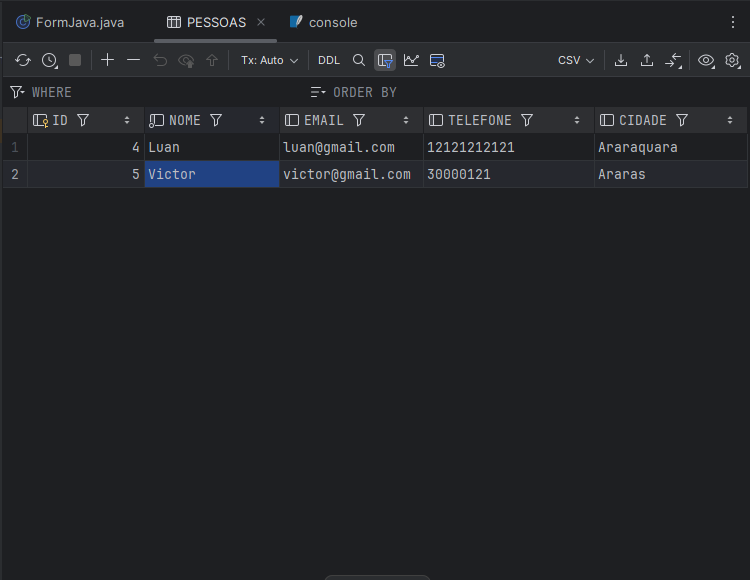 FormJava.java PESSOAS console
Tx: Auto DDL CSV
WHERE ORDER BY
ID NOME EMAIL TELEFONE CIDADE
1 4 Luan luan@gmail.com 12121212121 Araraquara
2 5 Victor victor@gmail.com 30000121 Araras